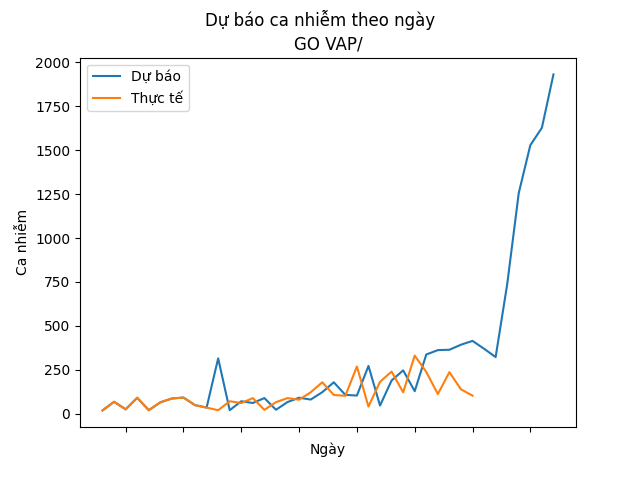 Dự báo ca nhiễm theo ngày
GO VAP/
Dự báo
Thực tế
2000
1750
1500
1250
1000
750
500
250
0
Ca nhiễm
Ngày